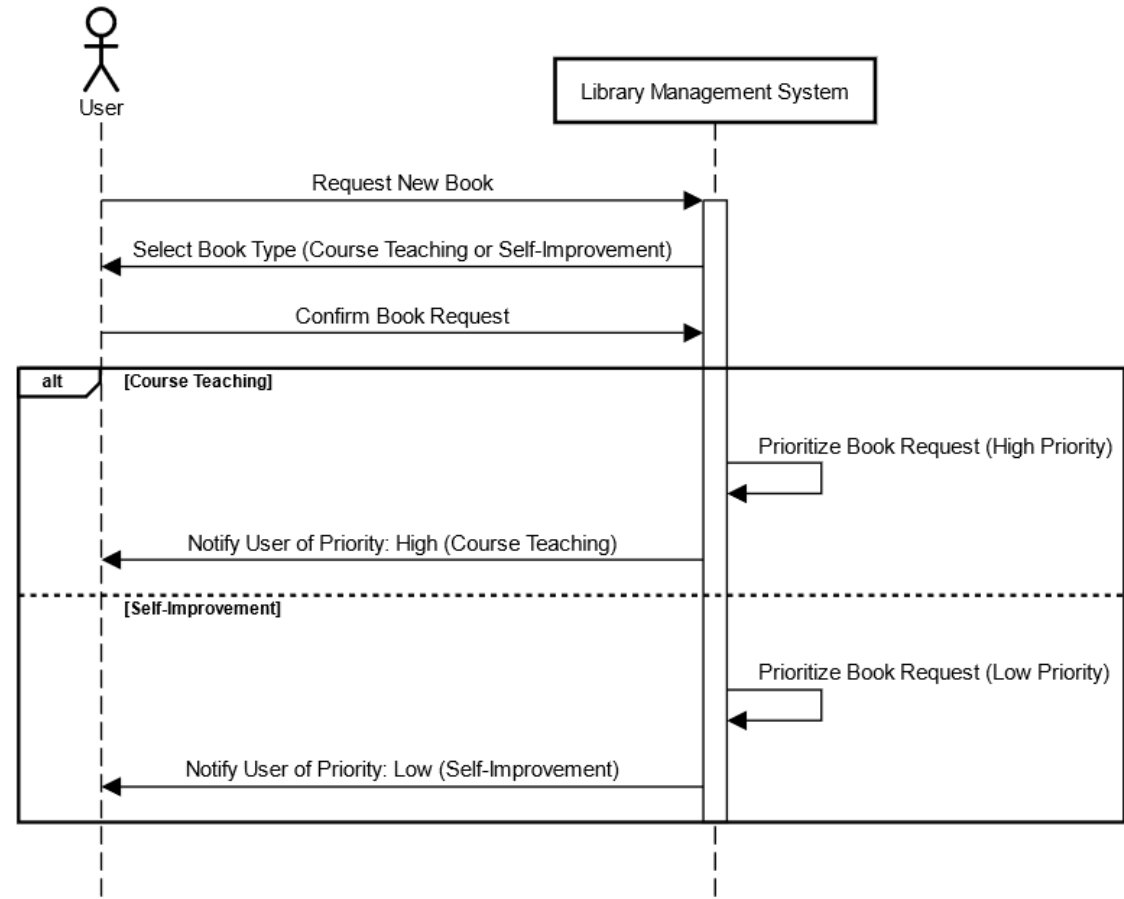 User
Library Management System
Request New Book
Select Book Type (Course Teaching or Self-Improvement)
Confirm Book Request
alt
[Course Teaching]
Prioritize Book Request (High Priority)
Notify User of Priority: High (Course Teaching)
[Self-Improvement]
Prioritize Book Request (Low Priority)
Notify User of Priority: Low (Self-Improvement)